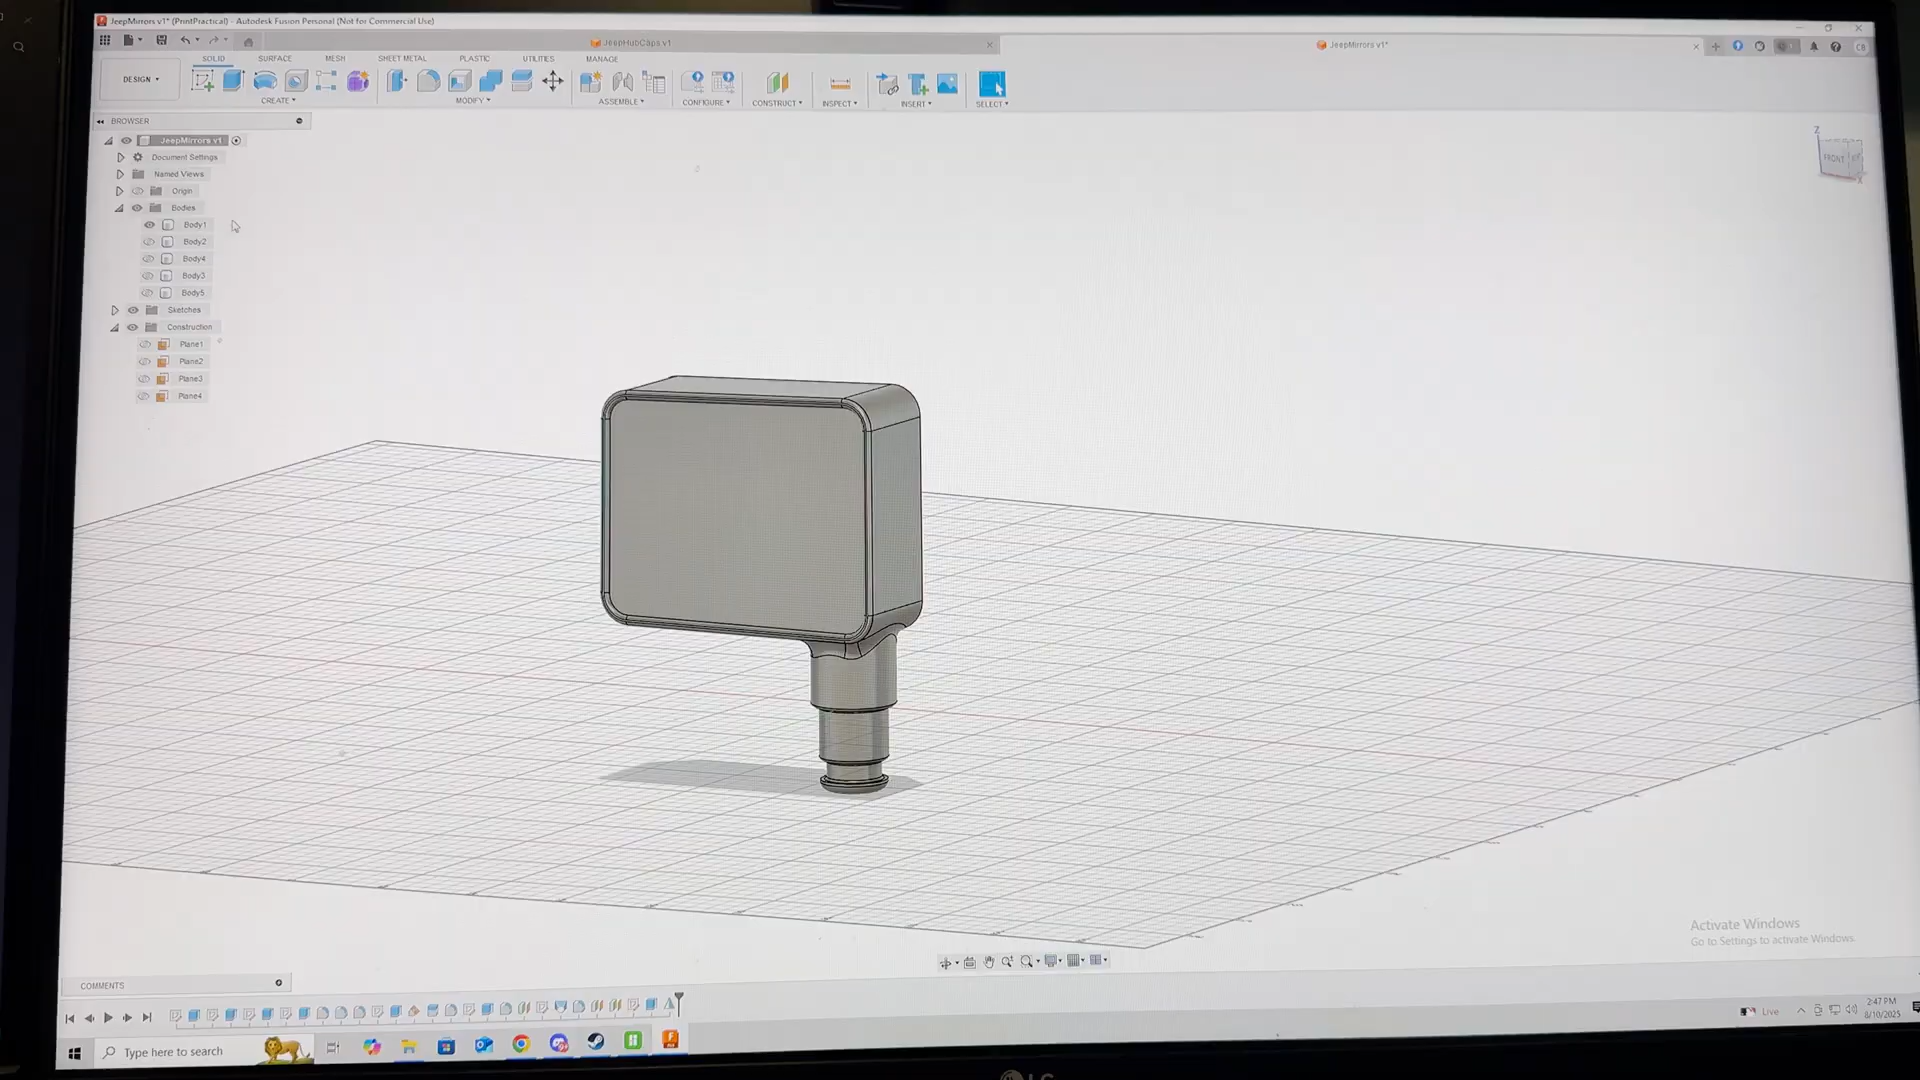 JeepMirrors v1* (PrintPractical) - Autodesk Fusion Personal (Not for Commercial Use)
JeepHubCaps v1
JeepMirrors v1*
CB
SOLID SURFACE MESH SHEET METAL PLASTIC UTILITIES MANAGE
DESIGN
CREATE MODIFY ASSEMBLE CONFIGURE CONSTRUCT INSPECT INSERT SELECT
BROWSER
JeepMirrors v1
Document Settings
Named Views
Origin
Bodies
Body1
Body2
Body4
Body3
Body5
Sketches
Construction
Plane1
Plane2
Plane3
Plane4
Z
FRONT
X
Activate Windows
Go to Settings to activate Windows.
COMMENTS
Type here to search
Live
2:47 PM
8/10/2025
LG